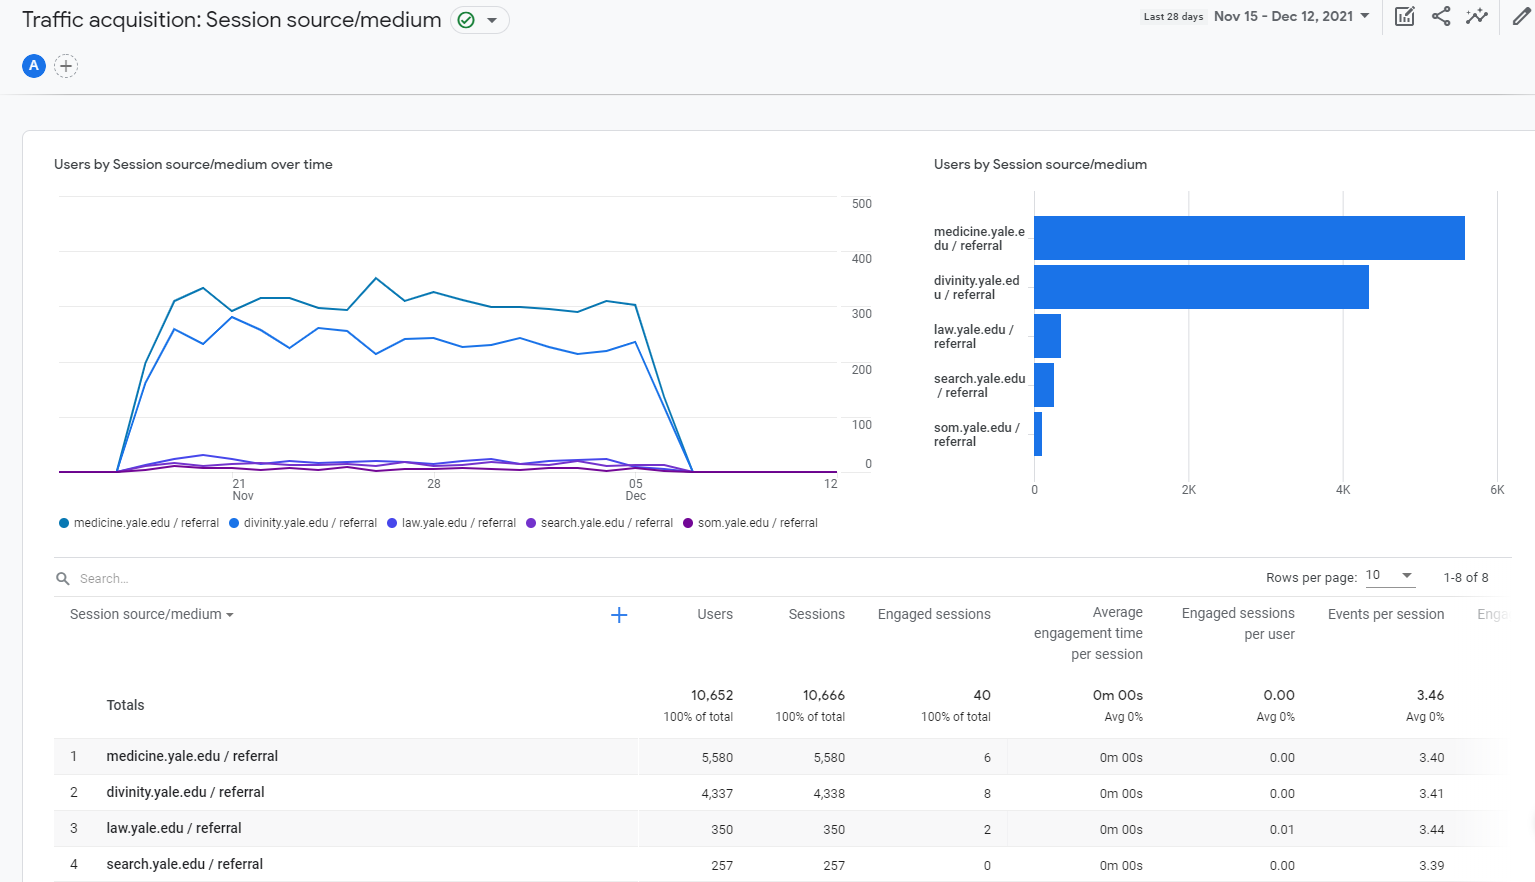 Traffic acquisition: Session source/medium
Last 28 days Nov 15 - Dec 12, 2021
A
Users by Session source/medium over time
500
400
300
200
100
0
21
Nov
28
05
Dec
12
medicine.yale.edu / referral divinity.yale.edu / referral law.yale.edu / referral search.yale.edu / referral som.yale.edu / referral
Users by Session source/medium
medicine.yale.e
du / referral
divinity.yale.ed
u / referral
law.yale.edu /
referral
search.yale.edu
/ referral
som.yale.edu /
referral
0 2K 4K 6K
Search...
Rows per page: 10 1-8 of 8
Session source/medium
Users
Sessions
Engaged sessions
Average
engagement time
per session
Engaged sessions
per user
Events per session
Enga
Totals
10,652 10,666 40 0m 00s 0.00 3.46
100% of total 100% of total 100% of total Avg 0% Avg 0% Avg 0%
1 medicine.yale.edu / referral 5,580 5,580 6 0m 00s 0.00 3.40
2 divinity.yale.edu / referral 4,337 4,338 8 0m 00s 0.00 3.41
3 law.yale.edu / referral 350 350 2 0m 00s 0.01 3.44
4 search.yale.edu / referral 257 257 0 0m 00s 0.00 3.39